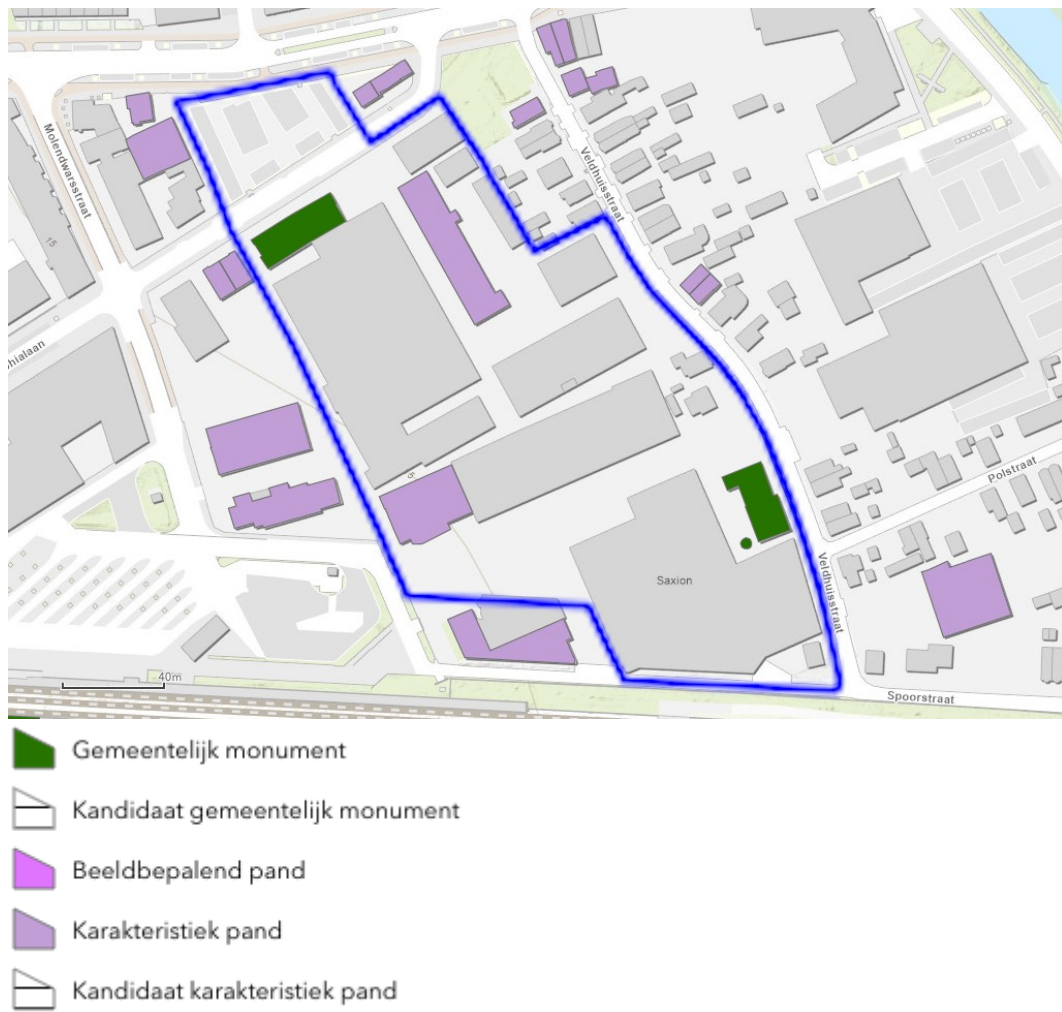 Molendwarsstraat
Veldhuisstraat
15
Polstraat
Saxion
Veldhuisstraat
40m
Spoorstraat
Gemeentelijk monument
Kandidaat gemeentelijk monument
Beeldbepalend pand
Karakteristiek pand
Kandidaat karakteristiek pand